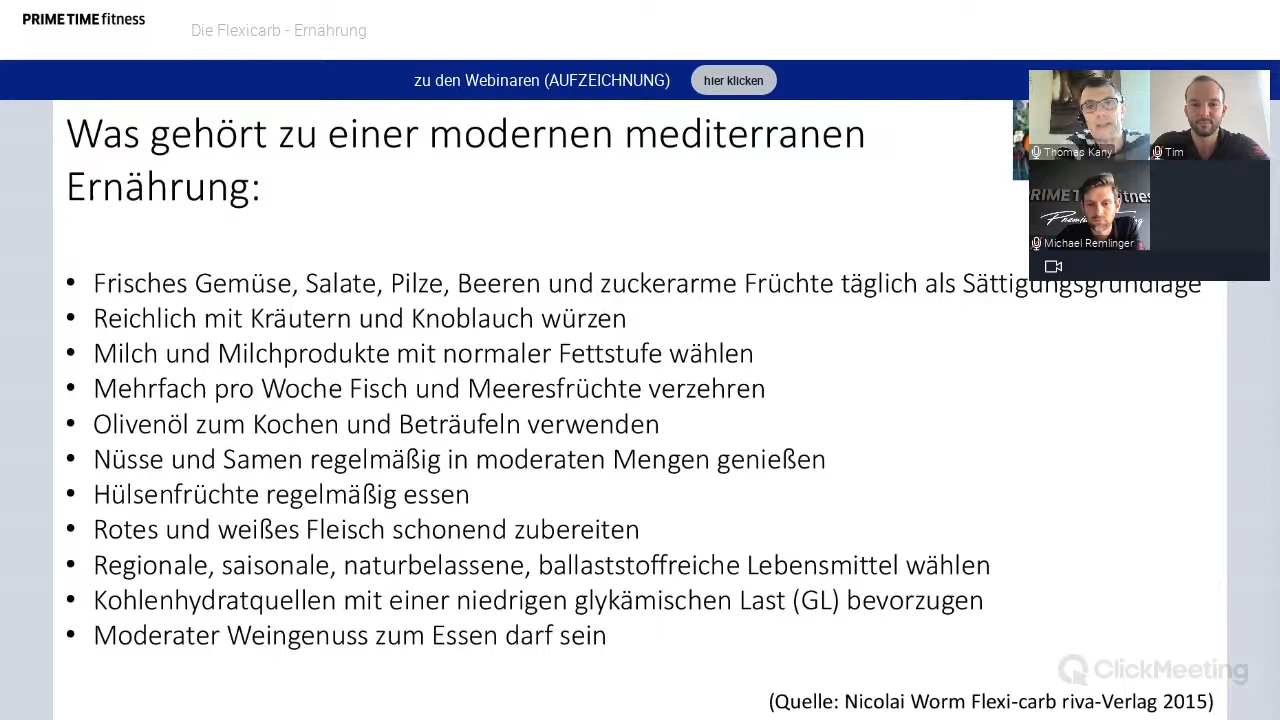 PRIME TIME fitness
Die Flexicarb - Ernährung
zu den Webinaren (AUFZEICHNUNG)
hier klicken
Was gehört zu einer modernen mediterranen
Ernährung:
Thomas Kany
Tim
PRIME TIME fitness
Michael Remlinger
• Frisches Gemüse, Salate, Pilze, Beeren und zuckerarme Früchte täglich als Sättigungsgrundlage
• Reichlich mit Kräutern und Knoblauch würzen
• Milch und Milchprodukte mit normaler Fettstufe wählen
• Mehrfach pro Woche Fisch und Meeresfrüchte verzehren
• Olivenöl zum Kochen und Beträufeln verwenden
• Nüsse und Samen regelmäßig in moderaten Mengen genießen
• Hülsenfrüchte regelmäßig essen
• Rotes und weißes Fleisch schonend zubereiten
• Regionale, saisonale, naturbelassene, ballaststoffreiche Lebensmittel wählen
• Kohlenhydratquellen mit einer niedrigen glykämischen Last (GL) bevorzugen
• Moderater Weingenuss zum Essen darf sein
ClickMeeting
(Quelle: Nicolai Worm Flexi-carb riva-Verlag 2015)